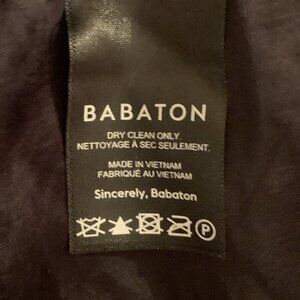 BABATON
DRY CLEAN ONLY.
NETTOYAGE À SEC SEULEMENT.
MADE IN VIETNAM
FABRIQUÉ AU VIETNAM
Sincerely, Babaton
P